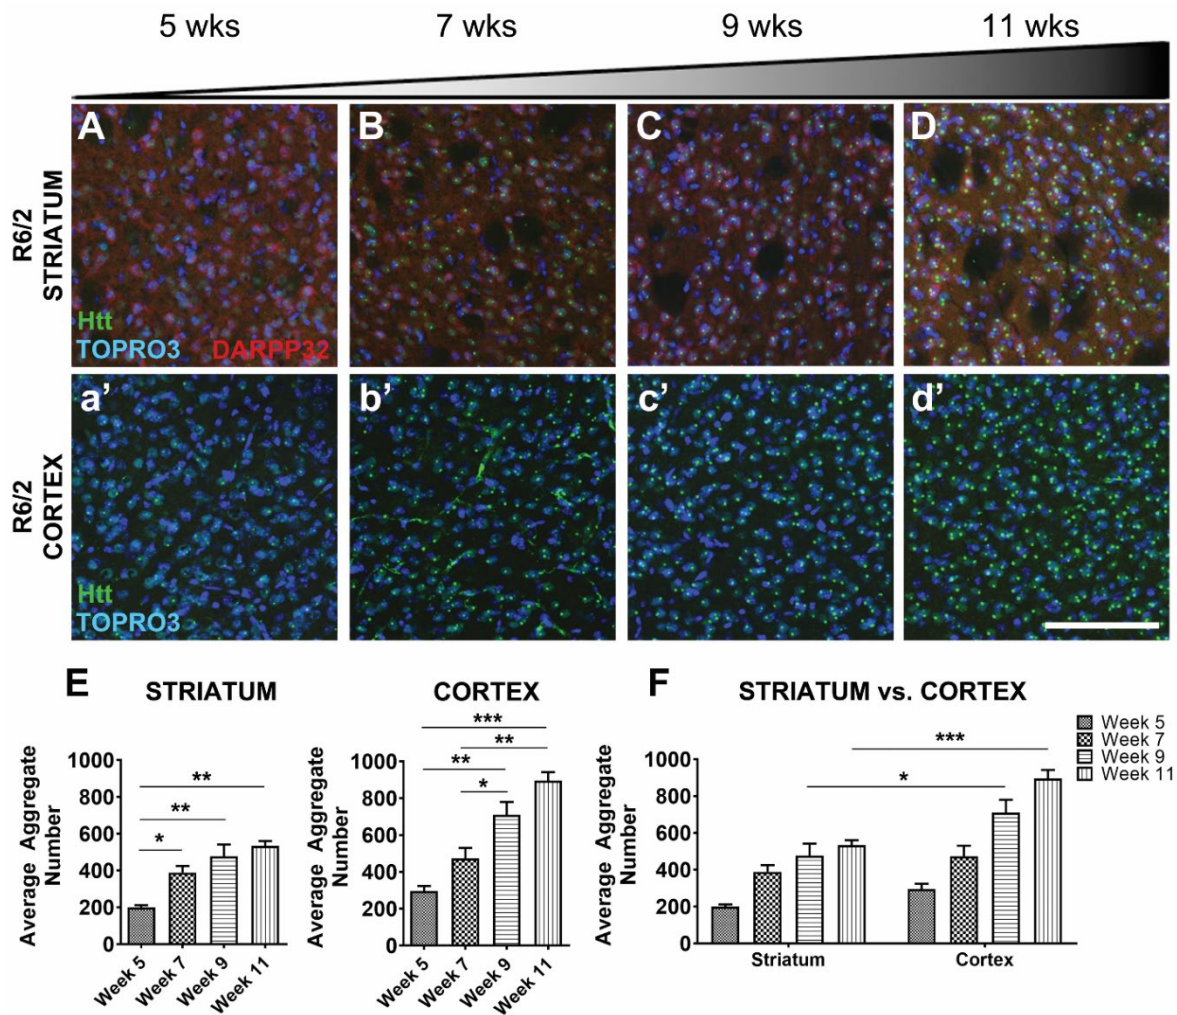 5 wks 7 wks 9 wks 11 wks
A B C D
R6/2
STRIATUM
Htt
TOPRO3 DARPP32
a’ b’ c’ d’
R6/2
CORTEX
Htt
TOPRO3
E
STRIATUM
Average Aggregate
Number
1000
800
600
400
200
0
*
**
**
Week 5 Week 7 Week 9 Week 11
CORTEX
Average Aggregate
Number
1000
800
600
400
200
0
***
**
**
*
Week 5 Week 7 Week 9 Week 11
F
STRIATUM vs. CORTEX
Average Aggregate
Number
1000
800
600
400
200
0
***
*
Striatum Cortex
Week 5
Week 7
Week 9
Week 11